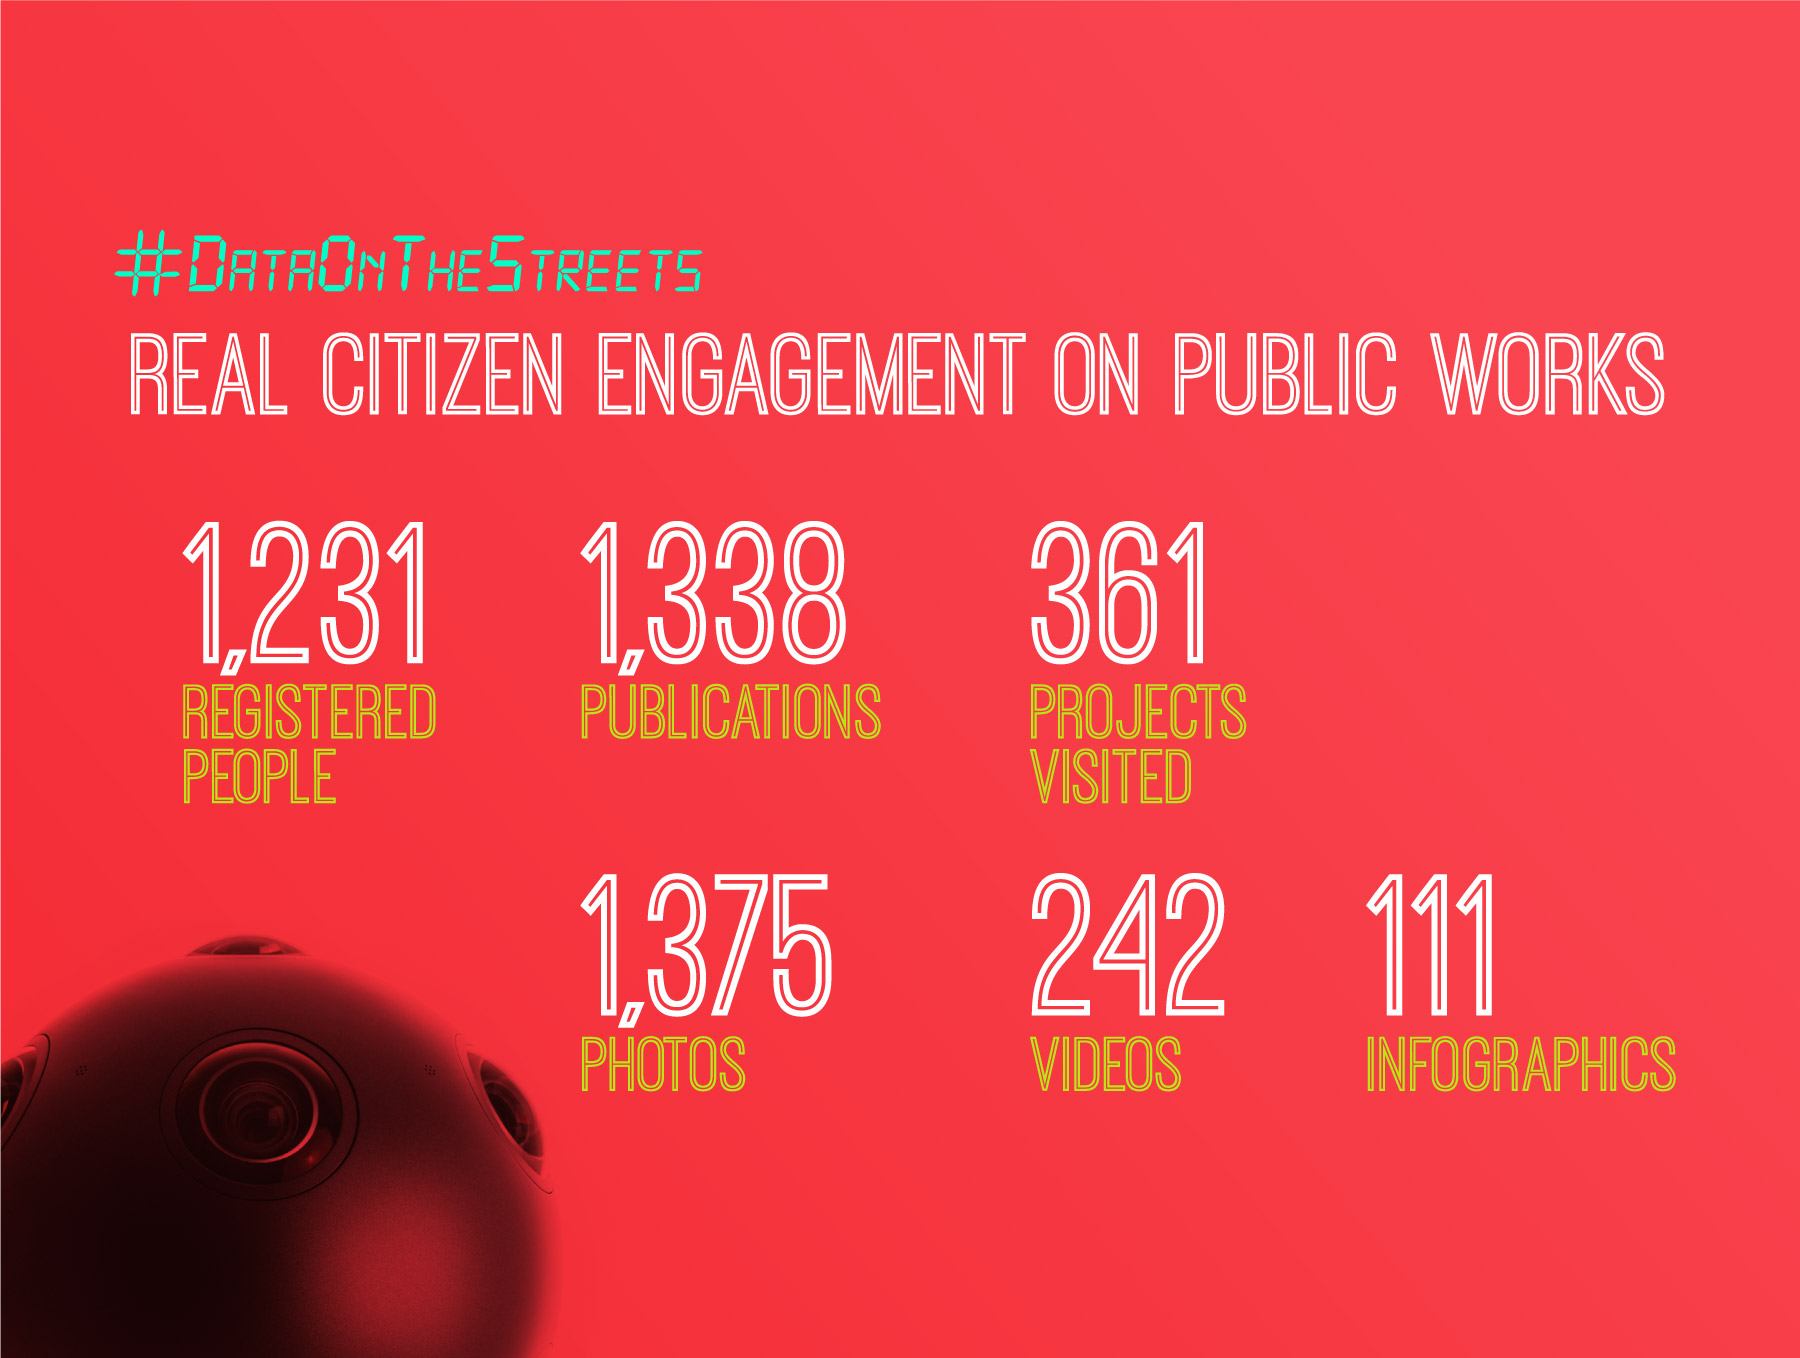 #DataOnTheStreets
REAL CITIZEN ENGAGEMENT ON PUBLIC WORKS
1,231
REGISTERED
PEOPLE
1,338
PUBLICATIONS
361
PROJECTS
VISITED
1,375
PHOTOS
242
VIDEOS
111
INFOGRAPHICS